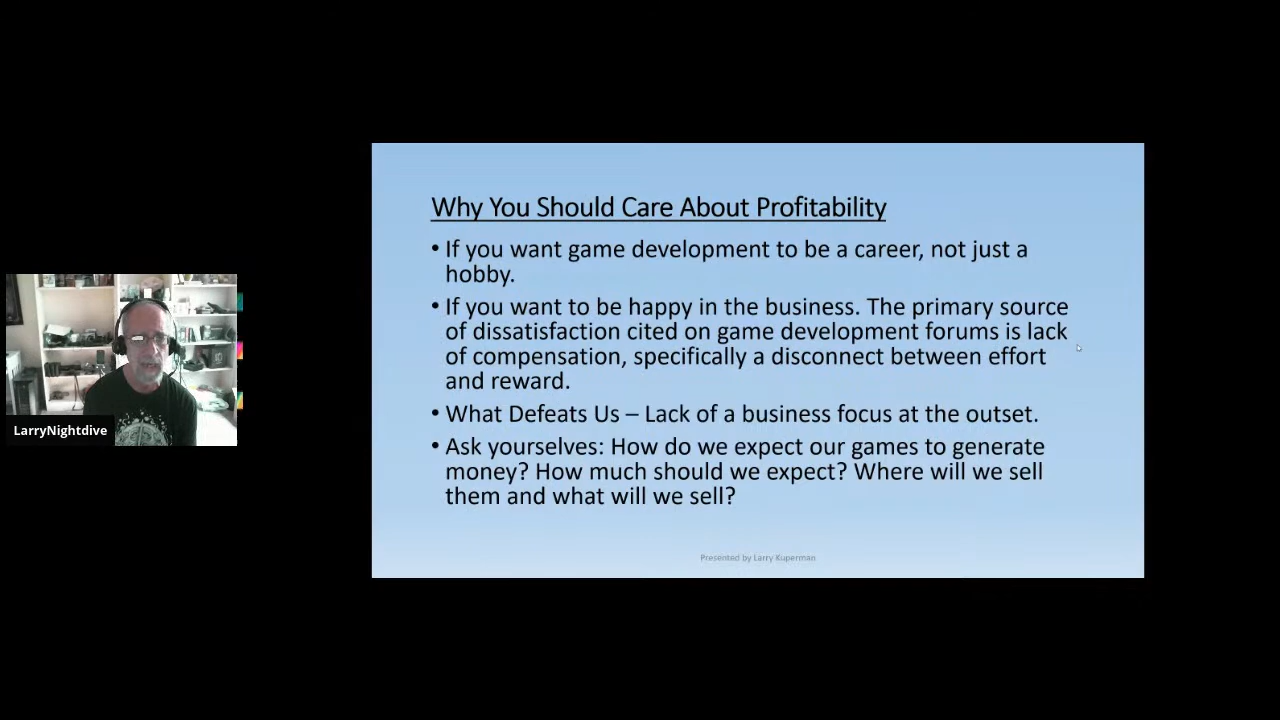 Why You Should Care About Profitability
• If you want game development to be a career, not just a
hobby.
• If you want to be happy in the business. The primary source
of dissatisfaction cited on game development forums is lack
of compensation, specifically a disconnect between effort
and reward.
• What Defeats Us – Lack of a business focus at the outset.
• Ask yourselves: How do we expect our games to generate
money? How much should we expect? Where will we sell
them and what will we sell?
Presented by Larry Kuperman
LarryNightdive